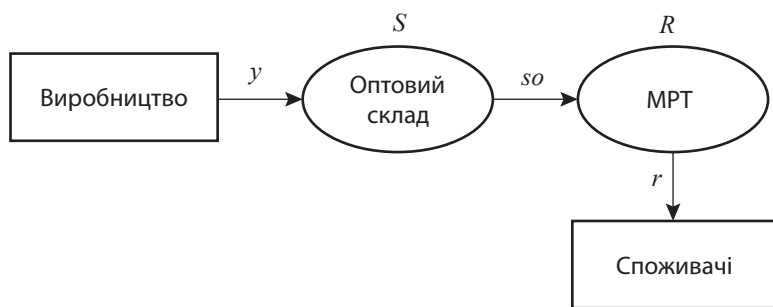 S
R
Виробництво
y
Оптовий
склад
so
МРТ
r
Споживачі